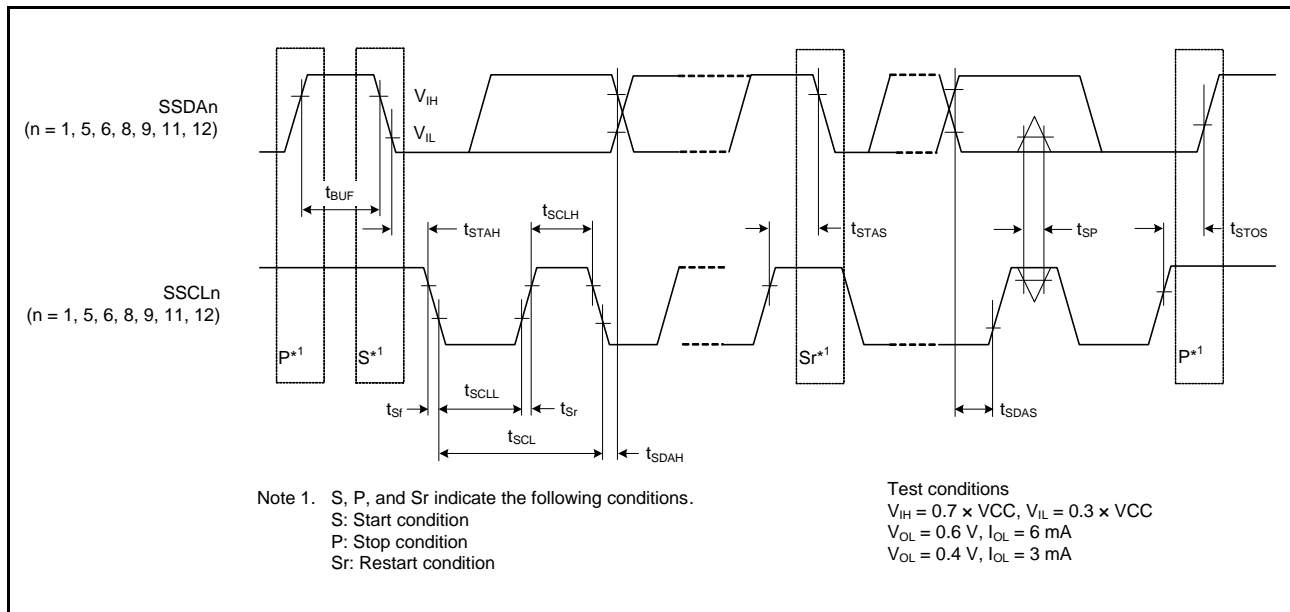 SSDAn
(n = 1, 5, 6, 8, 9, 11, 12)
VIH
VIL
tBUF
tSTAH
tSCLH
tSTAS
tSP
tSTOS
SSCLn
(n = 1, 5, 6, 8, 9, 11, 12)
P*1
S*1
Sr*1
P*1
tSf
tSCLL
tSr
tSCL
tSDAH
tSDAS
Note 1. S, P, and Sr indicate the following conditions.
S: Start condition
P: Stop condition
Sr: Restart condition
Test conditions
VIH = 0.7 × VCC, VIL = 0.3 × VCC
VOL = 0.6 V, IOL = 6 mA
VOL = 0.4 V, IOL = 3 mA